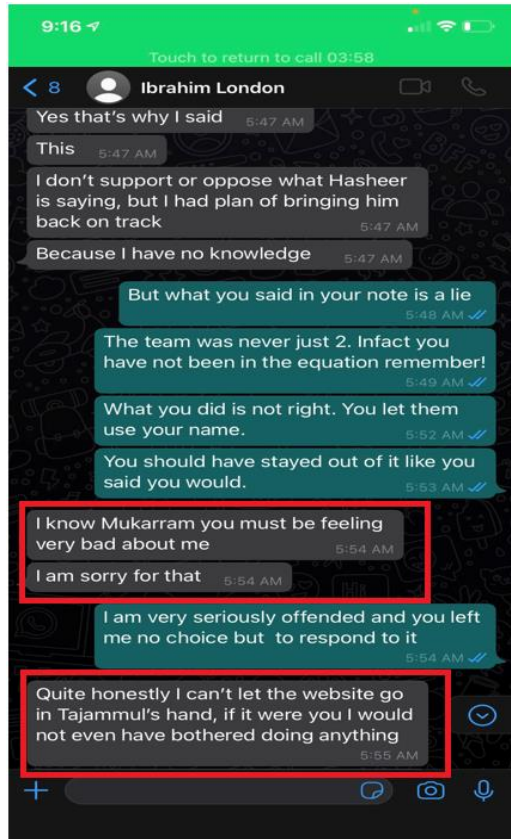 9:16
Touch to return to call 03:58
8 Ibrahim London
Yes that's why I said 5:47 AM
This 5:47 AM
I don't support or oppose what Hasheer
is saying, but I had plan of bringing him
back on track
5:47 AM
Because I have no knowledge 5:47 AM
But what you said in your note is a lie
5:48 AM
The team was never just 2. Infact you
have not been in the equation remember!
5:49 AM
What you did is not right. You let them
use your name.
5:52 AM
You should have stayed out of it like you
said you would.
5:53 AM
I know Mukarram you must be feeling
very bad about me
5:54 AM
I am sorry for that 5:54 AM
I am very seriously offended and you left
me no choice but to respond to it
5:54 AM
Quite honestly I can't let the website go
in Tajammul's hand, if it were you I would
not even have bothered doing anything
5:55 AM